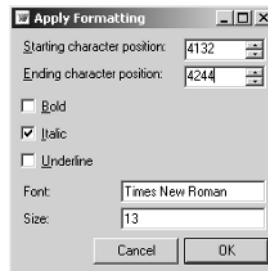 Apply Formatting
Starting character position: 4132
Ending character position: 4244
Bold
Italic
Underline
Font: Times New Roman
Size: 13
Cancel OK